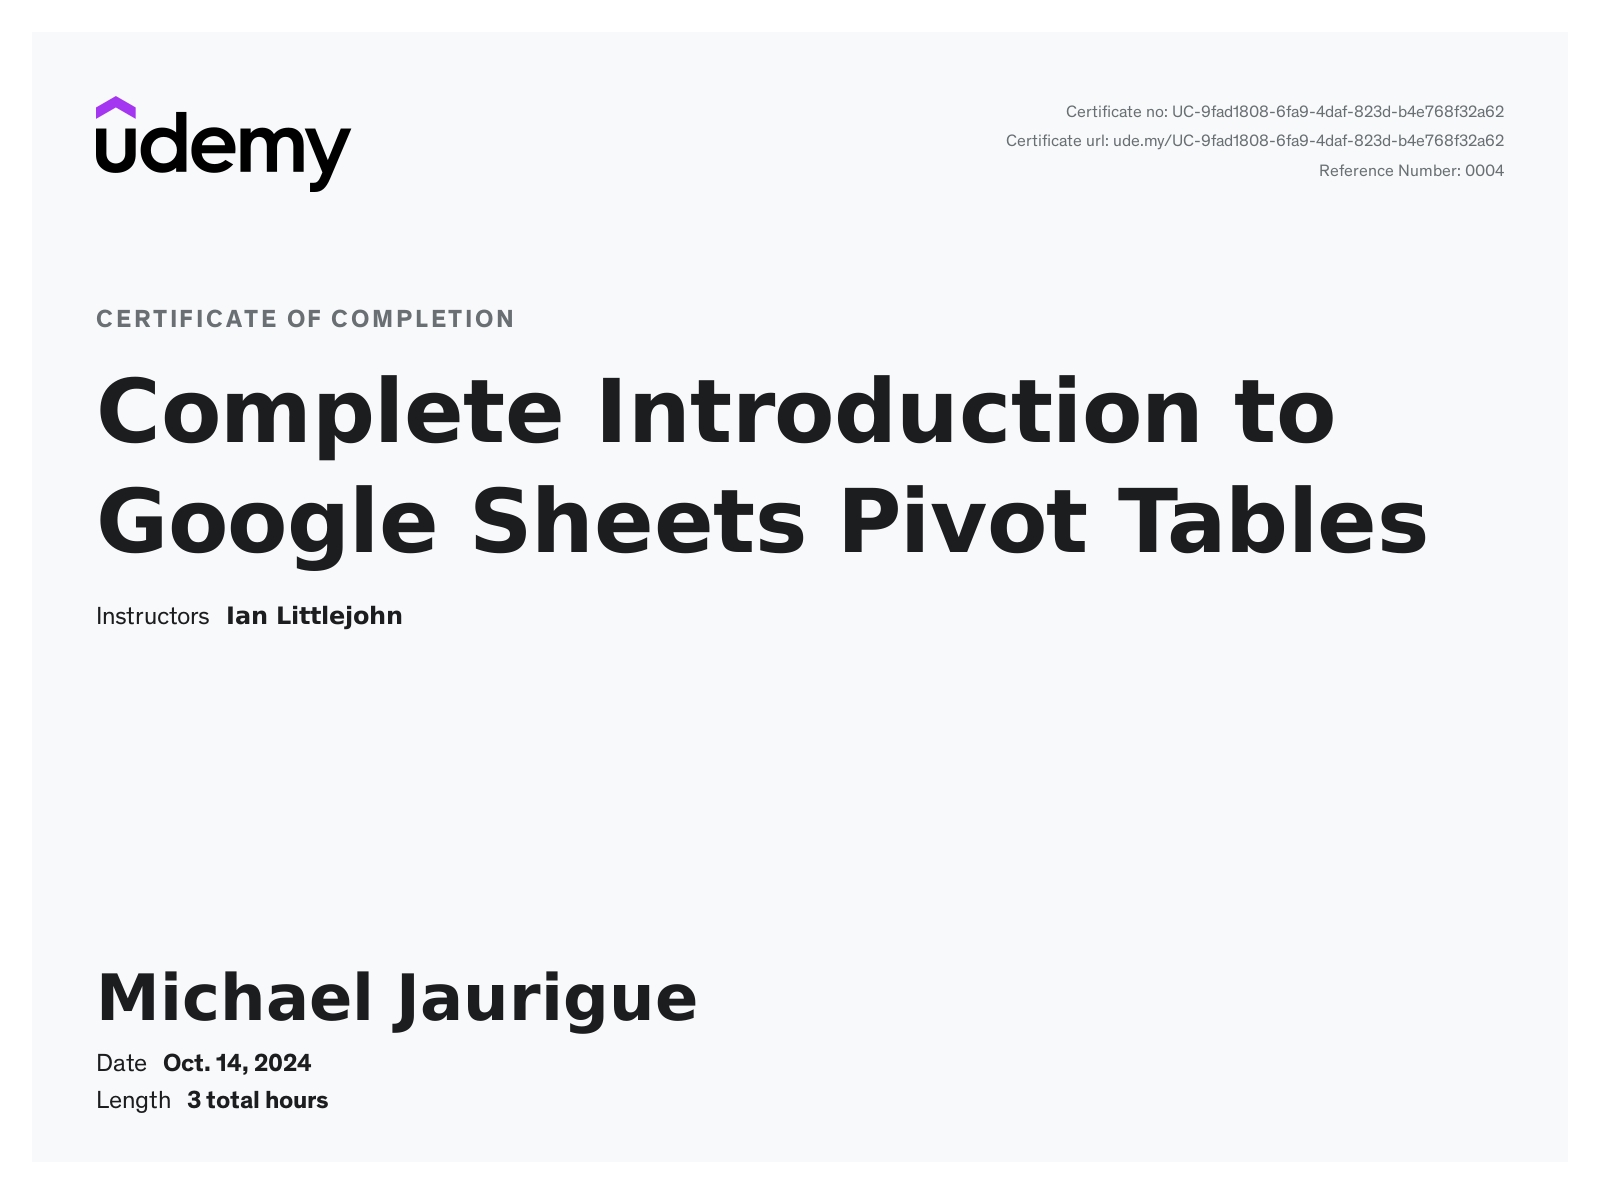 udemy
Certificate no: UC-9fad1808-6fa9-4daf-823d-b4e768f32a62
Certificate url: ude.my/UC-9fad1808-6fa9-4daf-823d-b4e768f32a62
Reference Number: 0004
CERTIFICATE OF COMPLETION
Complete Introduction to
Google Sheets Pivot Tables
Instructors Ian Littlejohn
Michael Jaurigue
Date Oct. 14, 2024
Length 3 total hours